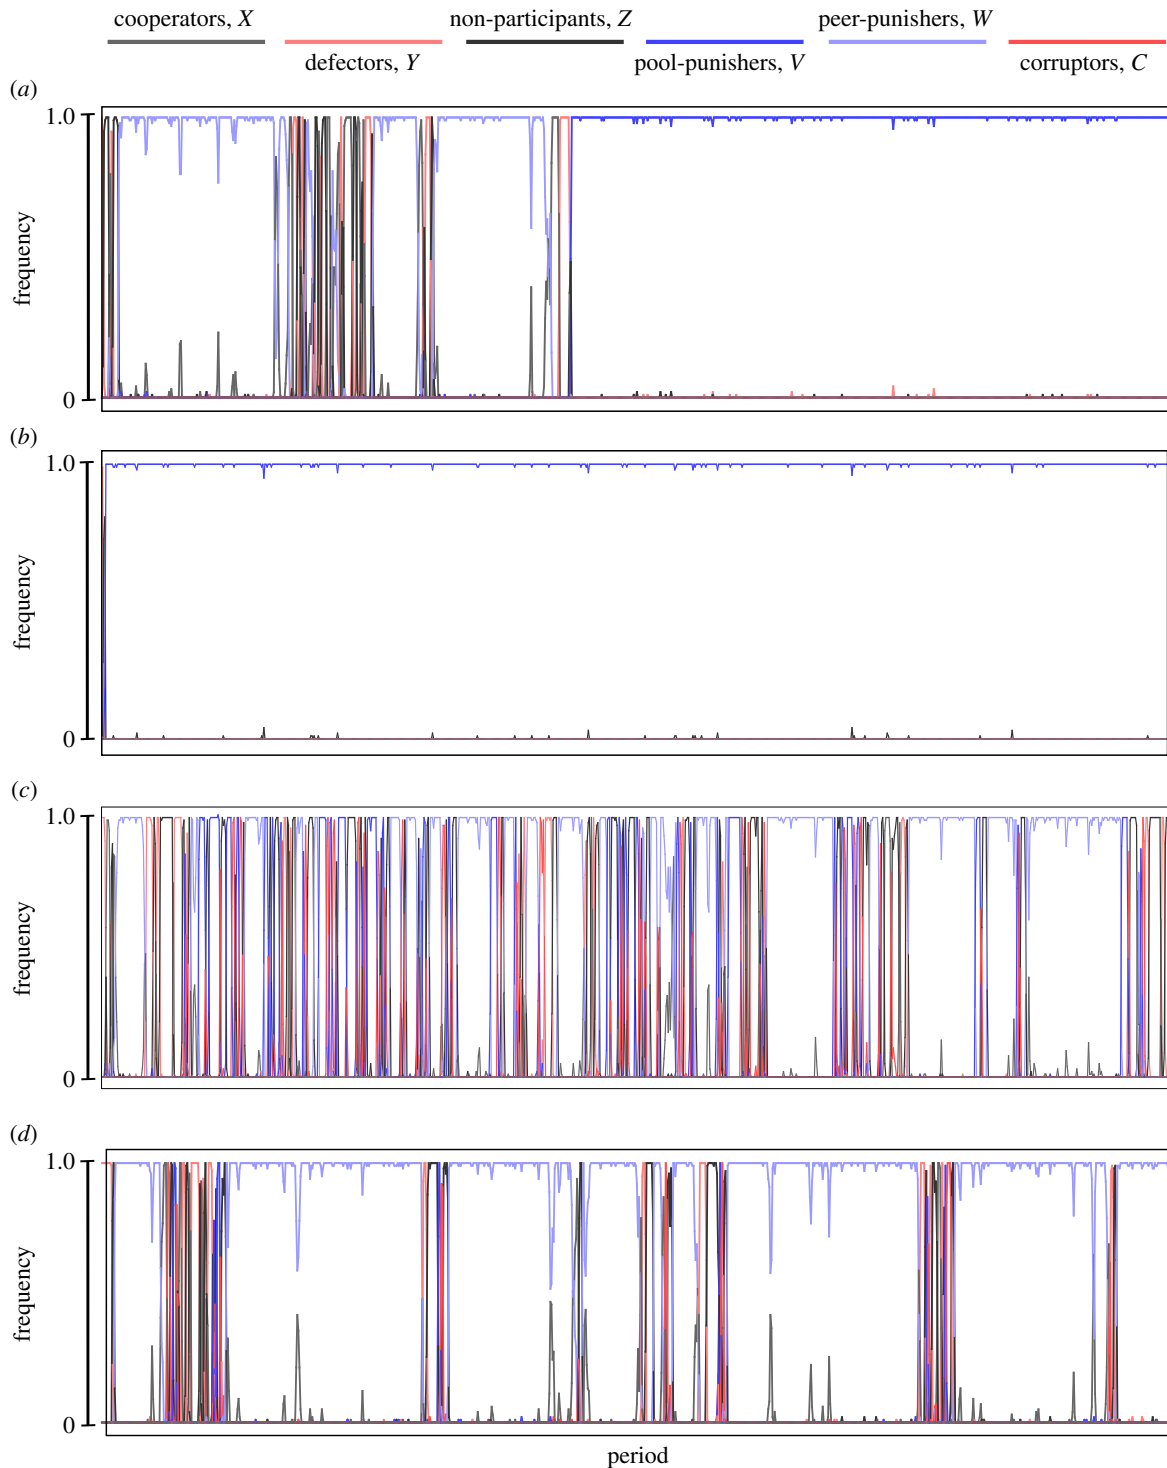 cooperators, X non-participants, Z peer-punishers, W
defectors, Y pool-punishers, V corruptors, C
(a)
1.0
frequency
0
(b)
1.0
frequency
0
(c)
1.0
frequency
0
(d)
1.0
frequency
0
period